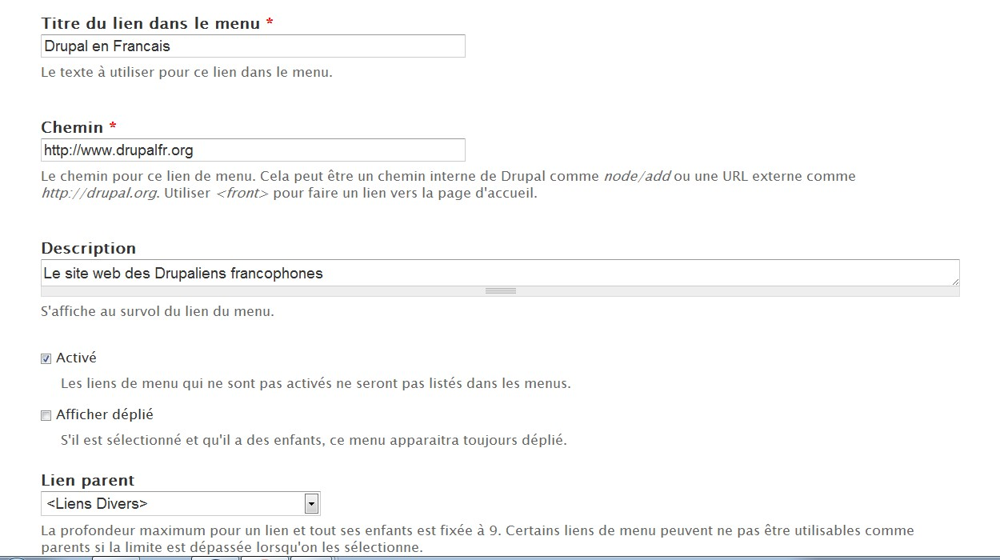 Titre du lien dans le menu *
Drupal en Francais
Le texte à utiliser pour ce lien dans le menu.
Chemin *
http://www.drupalfr.org
Le chemin pour ce lien de menu. Cela peut être un chemin interne de Drupal comme node/add ou une URL externe comme
http://drupal.org. Utiliser <front> pour faire un lien vers la page d'accueil.
Description
Le site web des Drupaliens francophones
S'affiche au survol du lien du menu.
Activé
Les liens de menu qui ne sont pas activés ne seront pas listés dans les menus.
Afficher déplié
S'il est sélectionné et qu'il a des enfants, ce menu apparaitra toujours déplié.
Lien parent
<Liens Divers>
La profondeur maximum pour un lien et tout ses enfants est fixée à 9. Certains liens de menu peuvent ne pas être utilisables comme
parents si la limite est dépassée lorsqu'on les sélectionne.